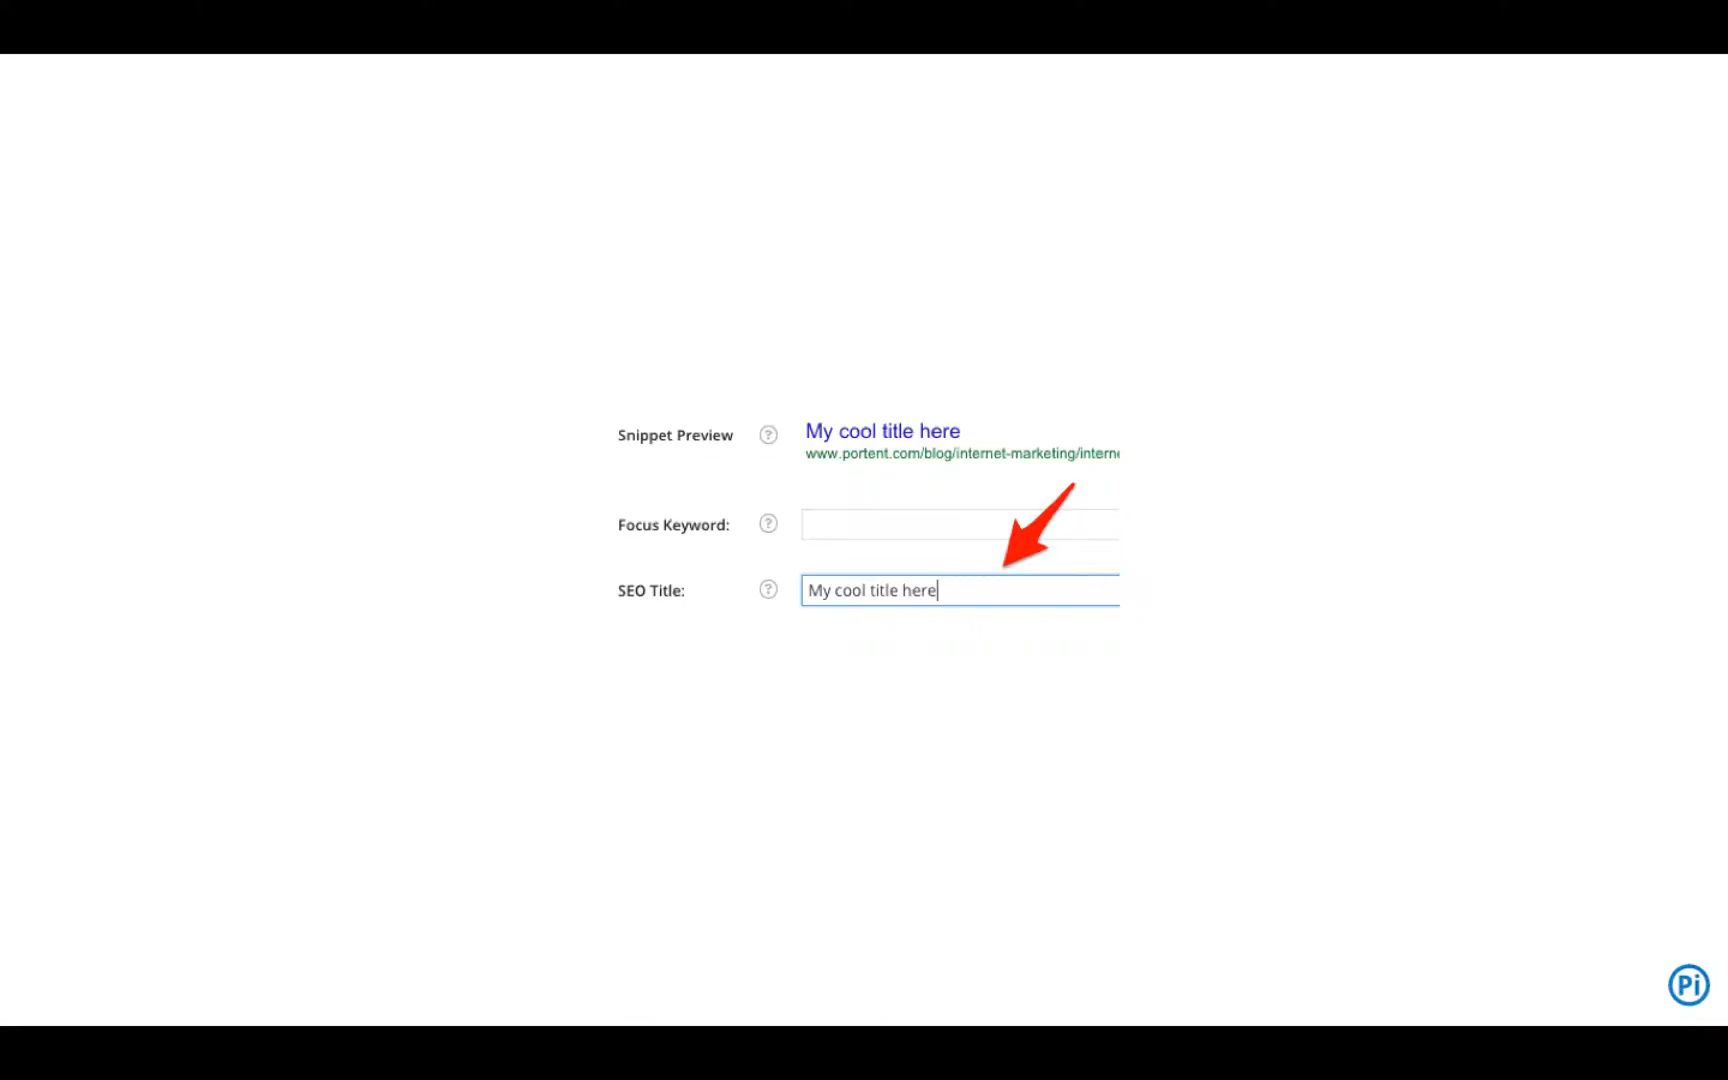 Snippet Preview ? My cool title here
www.portent.com/blog/internet-marketing/interne
Focus Keyword: ?
SEO Title: ? My cool title here
Pi